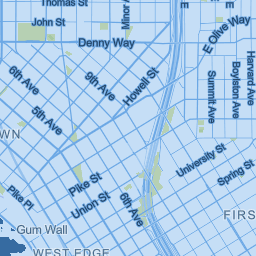 Thomas St
John St
Minor
E
E
E Olive Way
Denny Way
6th Ave
9th Ave
Howell St
Summit Ave
Boylston Ave
Harvard Ave
5th Ave
OWN
University St
Spring St
Pike St
Pike Pl
Union St
6th Ave
FIRS
Gum Wall
WEST EDGE